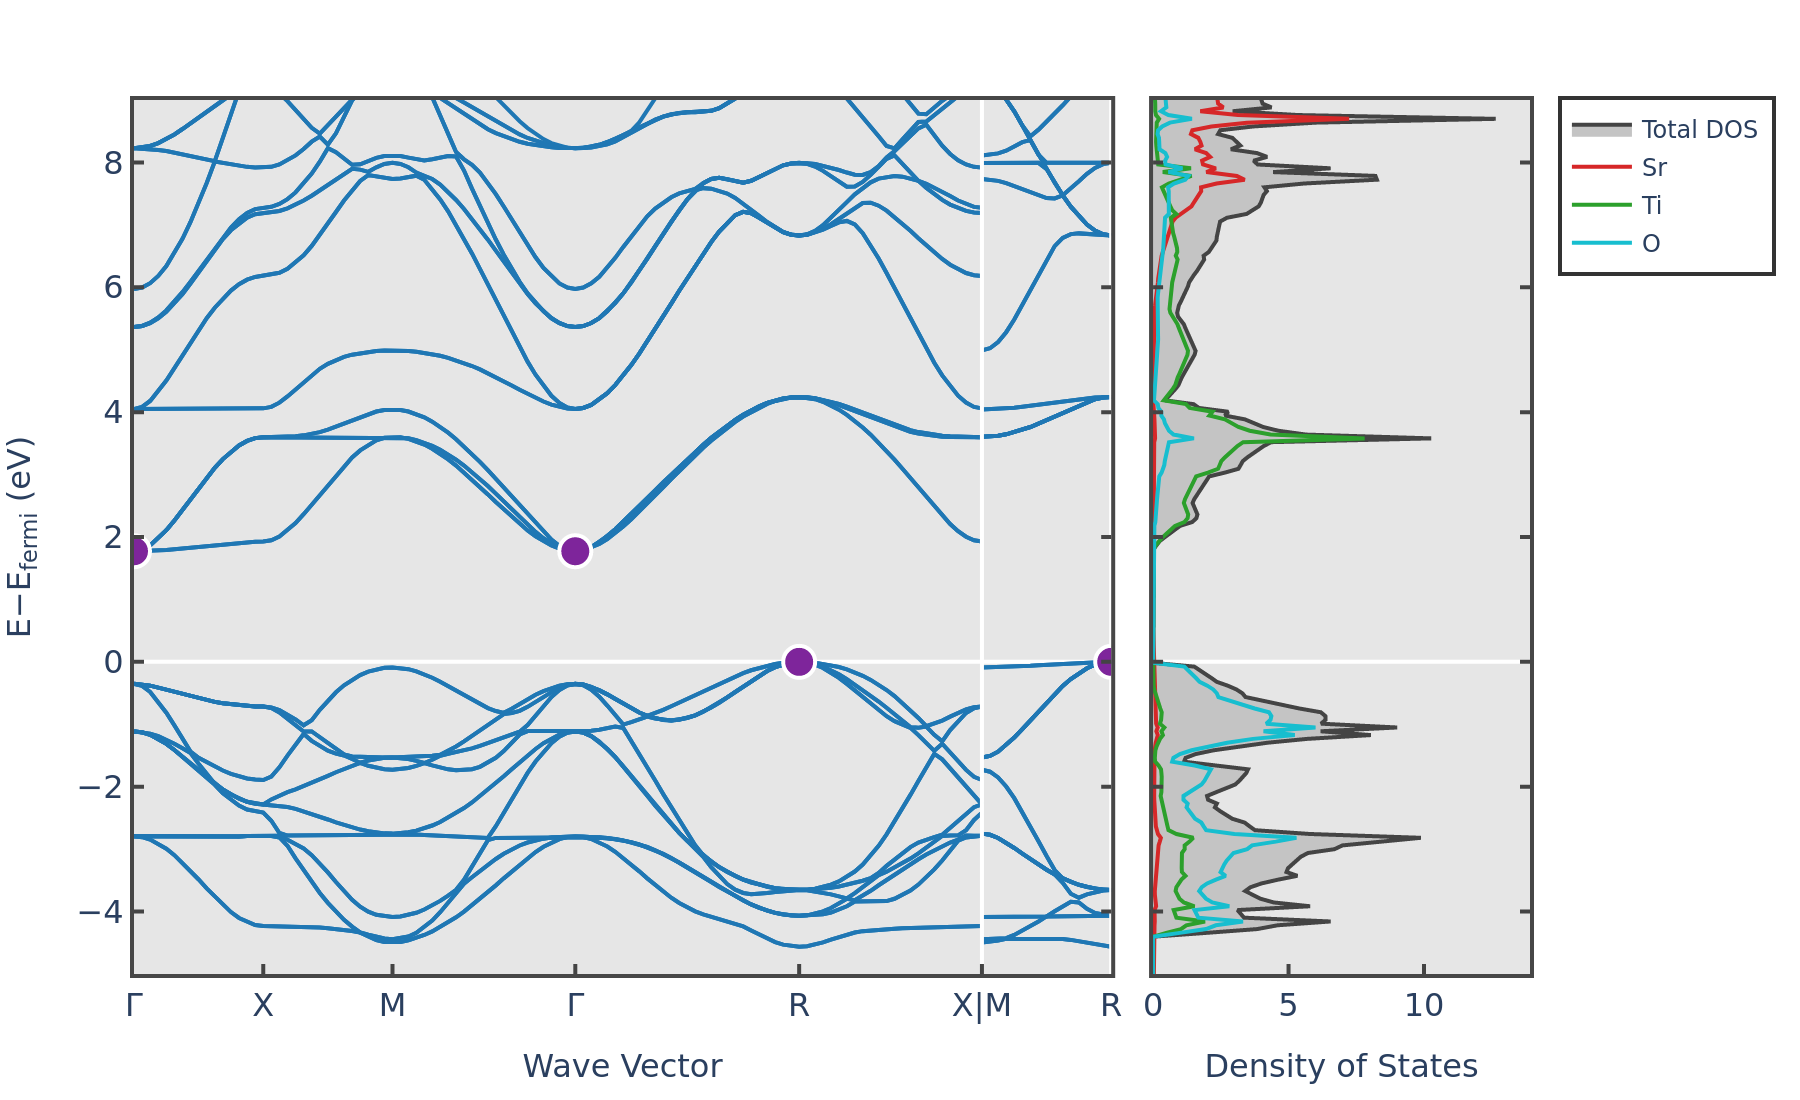 E−Efermi (eV)
8
6
4
2
0
−2
−4
Γ X M Γ R X|M R
Wave Vector
0 5 10
Density of States
Total DOS
Sr
Ti
O